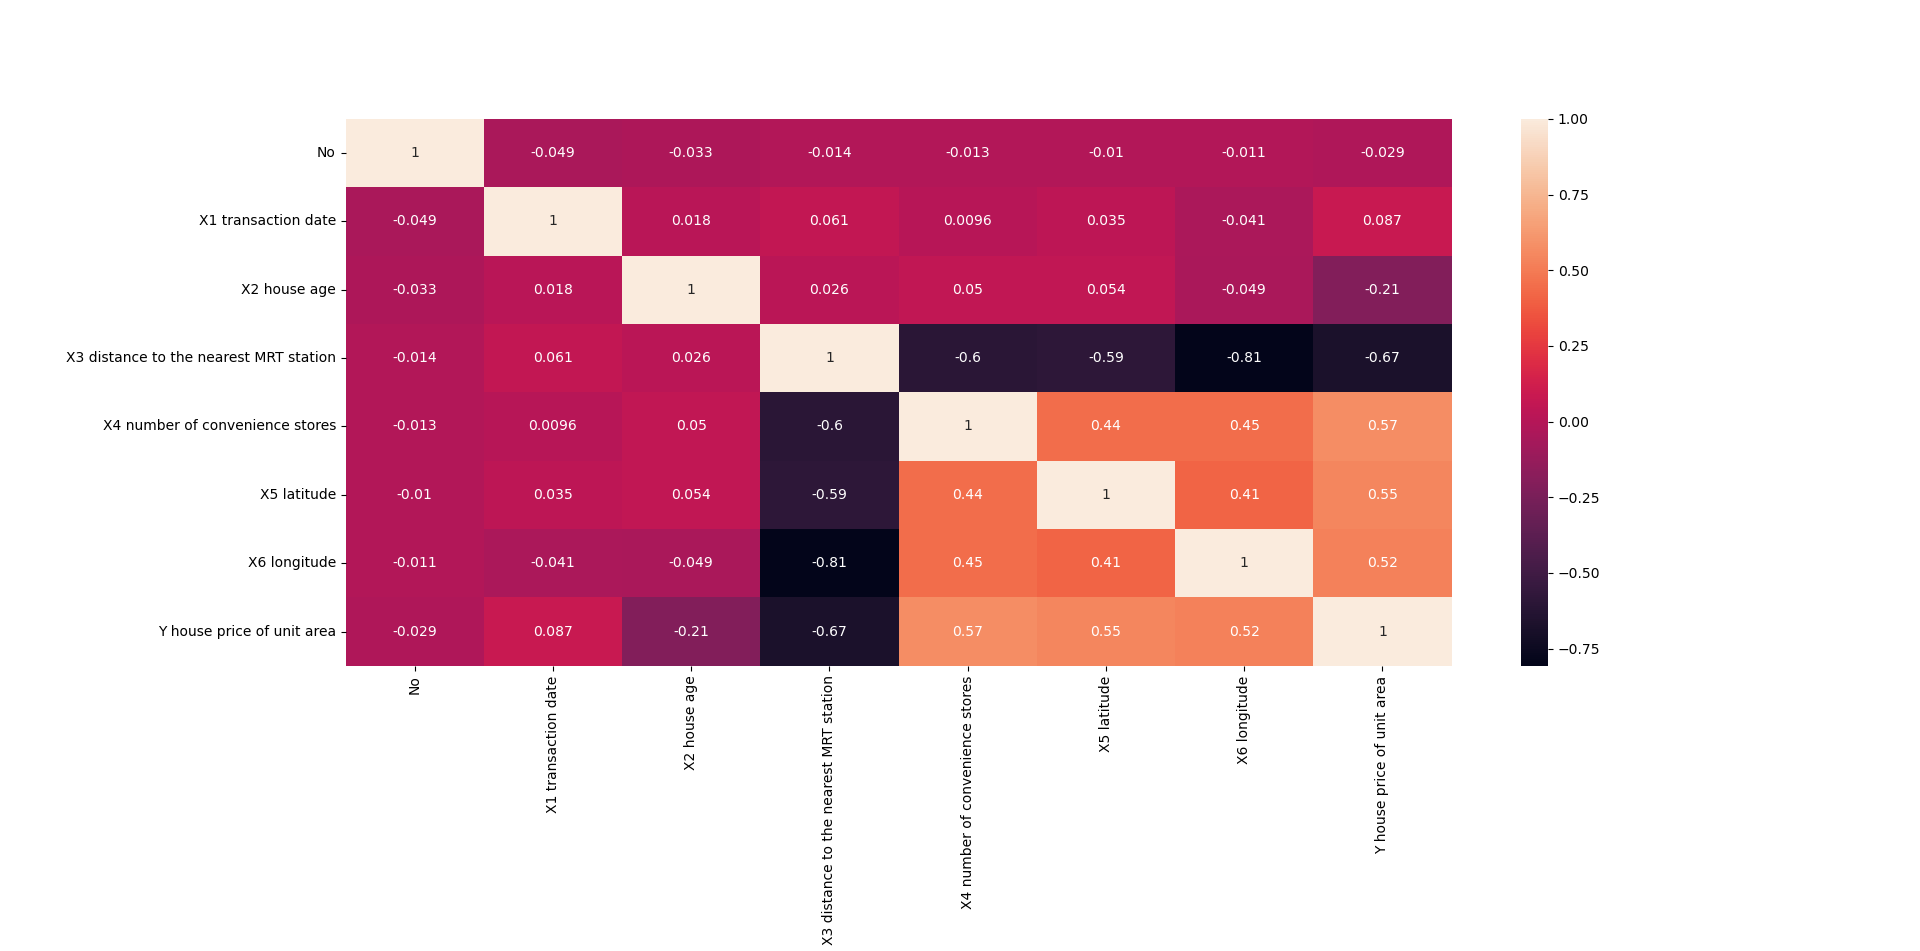 No 1 -0.049 -0.033 -0.014 -0.013 -0.01 -0.011 -0.029
X1 transaction date -0.049 1 0.018 0.061 0.0096 0.035 -0.041 0.087
X2 house age -0.033 0.018 1 0.026 0.05 0.054 -0.049 -0.21
X3 distance to the nearest MRT station -0.014 0.061 0.026 1 -0.6 -0.59 -0.81 -0.67
X4 number of convenience stores -0.013 0.0096 0.05 -0.6 1 0.44 0.45 0.57
X5 latitude -0.01 0.035 0.054 -0.59 0.44 1 0.41 0.55
X6 longitude -0.011 -0.041 -0.049 -0.81 0.45 0.41 1 0.52
Y house price of unit area -0.029 0.087 -0.21 -0.67 0.57 0.55 0.52 1
No
X1 transaction date
X2 house age
X3 distance to the nearest MRT station
X4 number of convenience stores
X5 latitude
X6 longitude
Y house price of unit area
1.00
0.75
0.50
0.25
0.00
−0.25
−0.50
−0.75